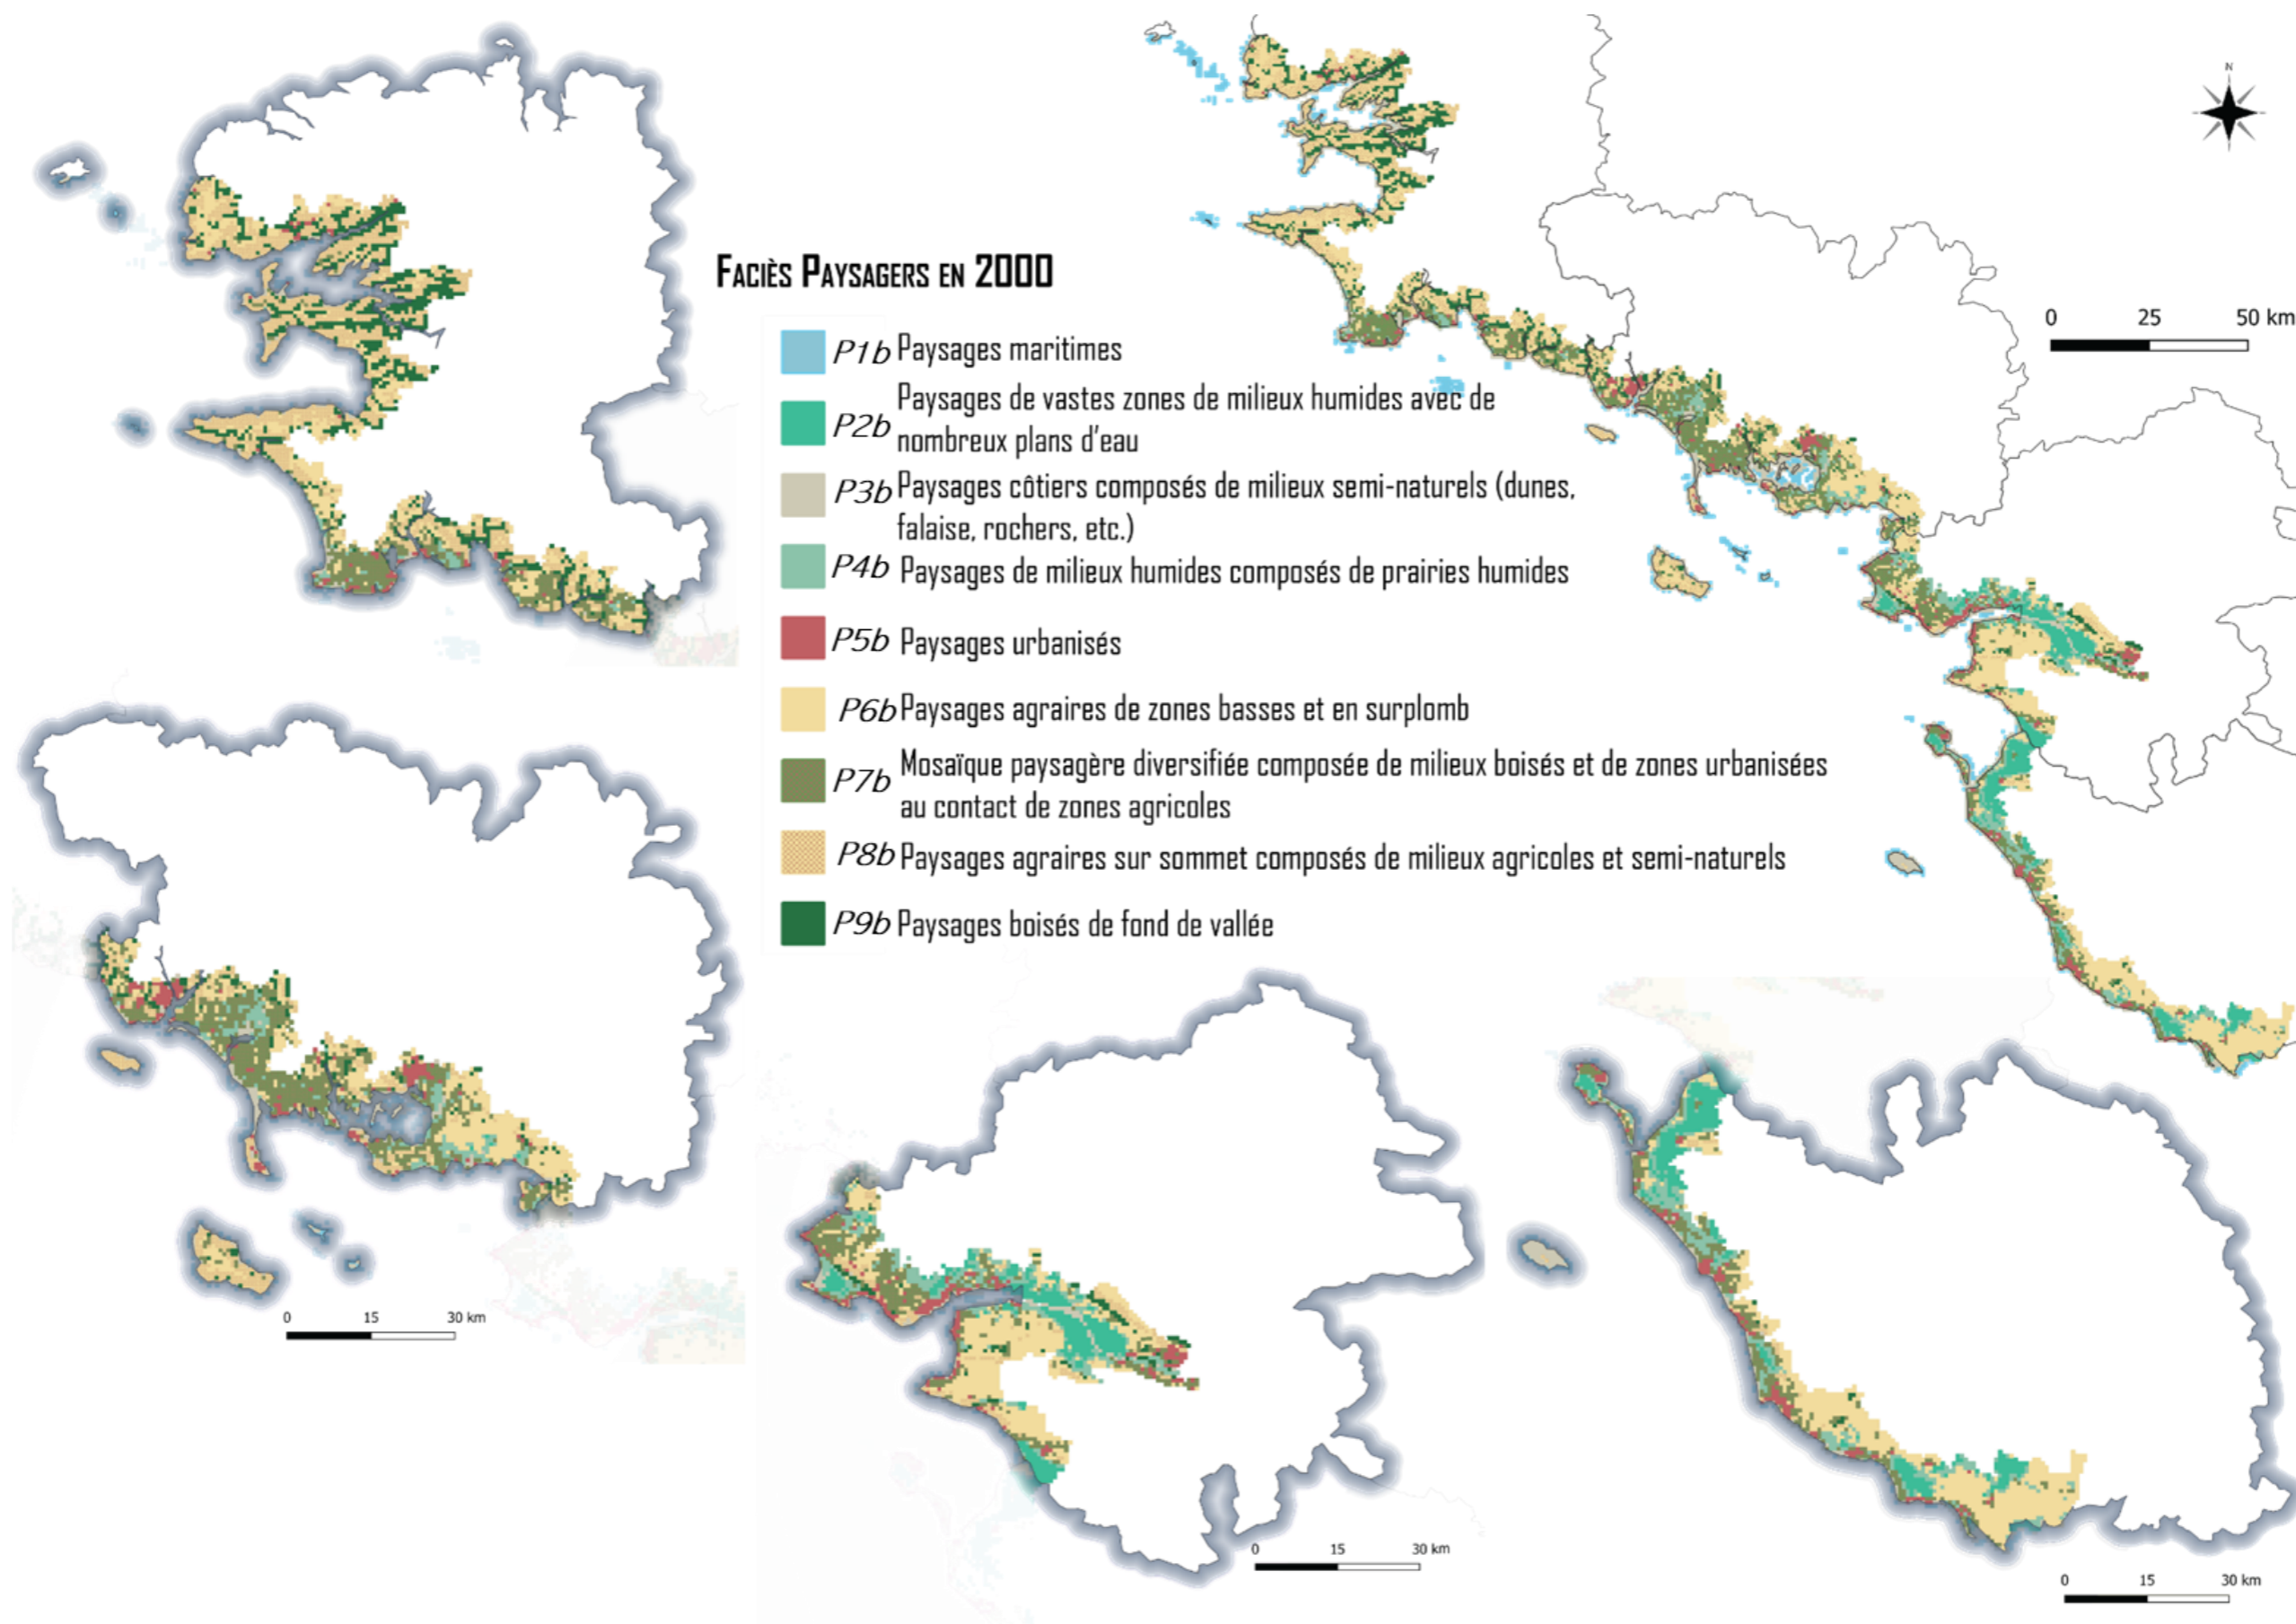 N
0 25 50 km
FACIÈS PAYSAGERS EN 2000
P1b Paysages maritimes
P2b Paysages de vastes zones de milieux humides avec de
nombreux plans d'eau
P3b Paysages côtiers composés de milieux semi-naturels (dunes,
falaise, rochers, etc.)
P4b Paysages de milieux humides composés de prairies humides
P5b Paysages urbanisés
P6b Paysages agraires de zones basses et en surplomb
P7b Mosaïque paysagère diversifiée composée de milieux boisés et de zones urbanisées
au contact de zones agricoles
P8b Paysages agraires sur sommet composés de milieux agricoles et semi-naturels
P9b Paysages boisés de fond de vallée
0 15 30 km
0 15 30 km
0 15 30 km